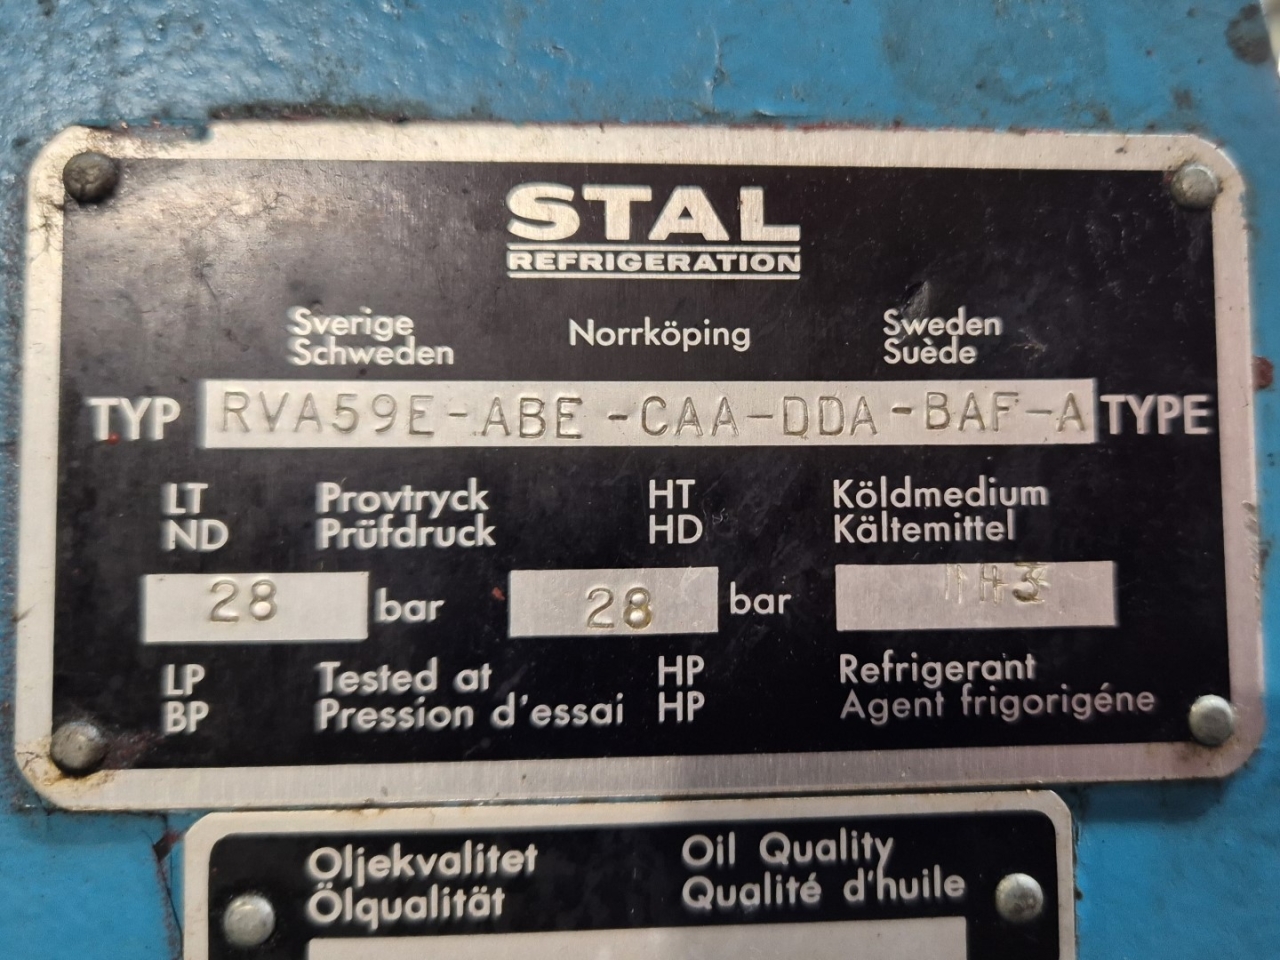 STAL
REFRIGERATION
Sverige Norrköping Sweden
Schweden Suède
TYP RVA59E-ABE-CAA-DDA-BAF-A TYPE
LT Provtryck HT Köldmedium
ND Prüfdruck HD Kältemittel
28 bar 28 bar
LP Tested at HP Refrigerant
BP Pression d'essai HP Agent frigorigéne
Oljekvalitet Oil Quality
Ölqualität Qualité d'huile